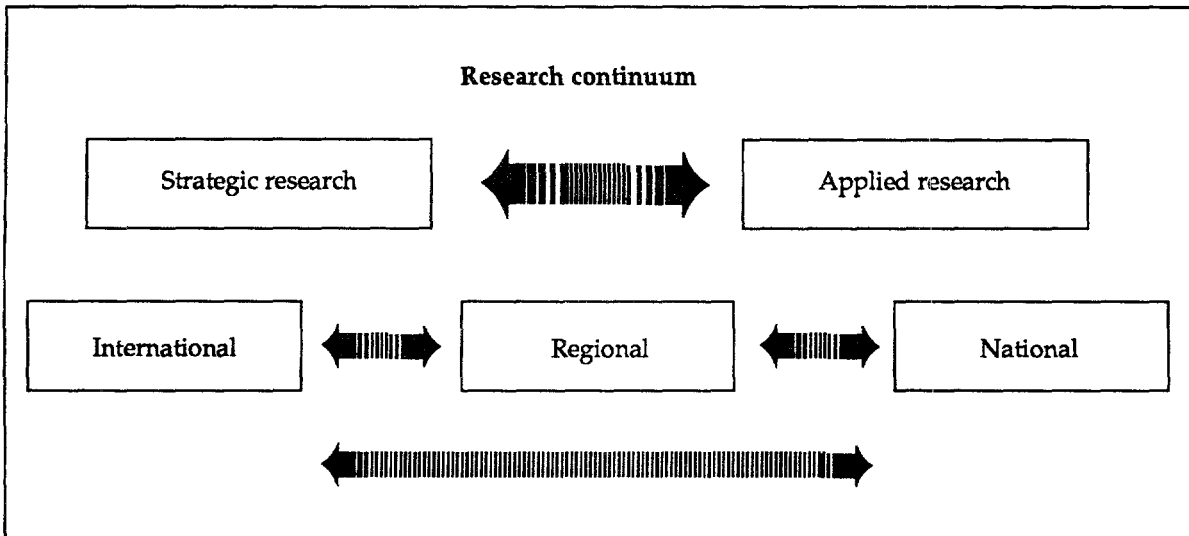 Research continuum
Strategic research
Applied research
International
Regional
National